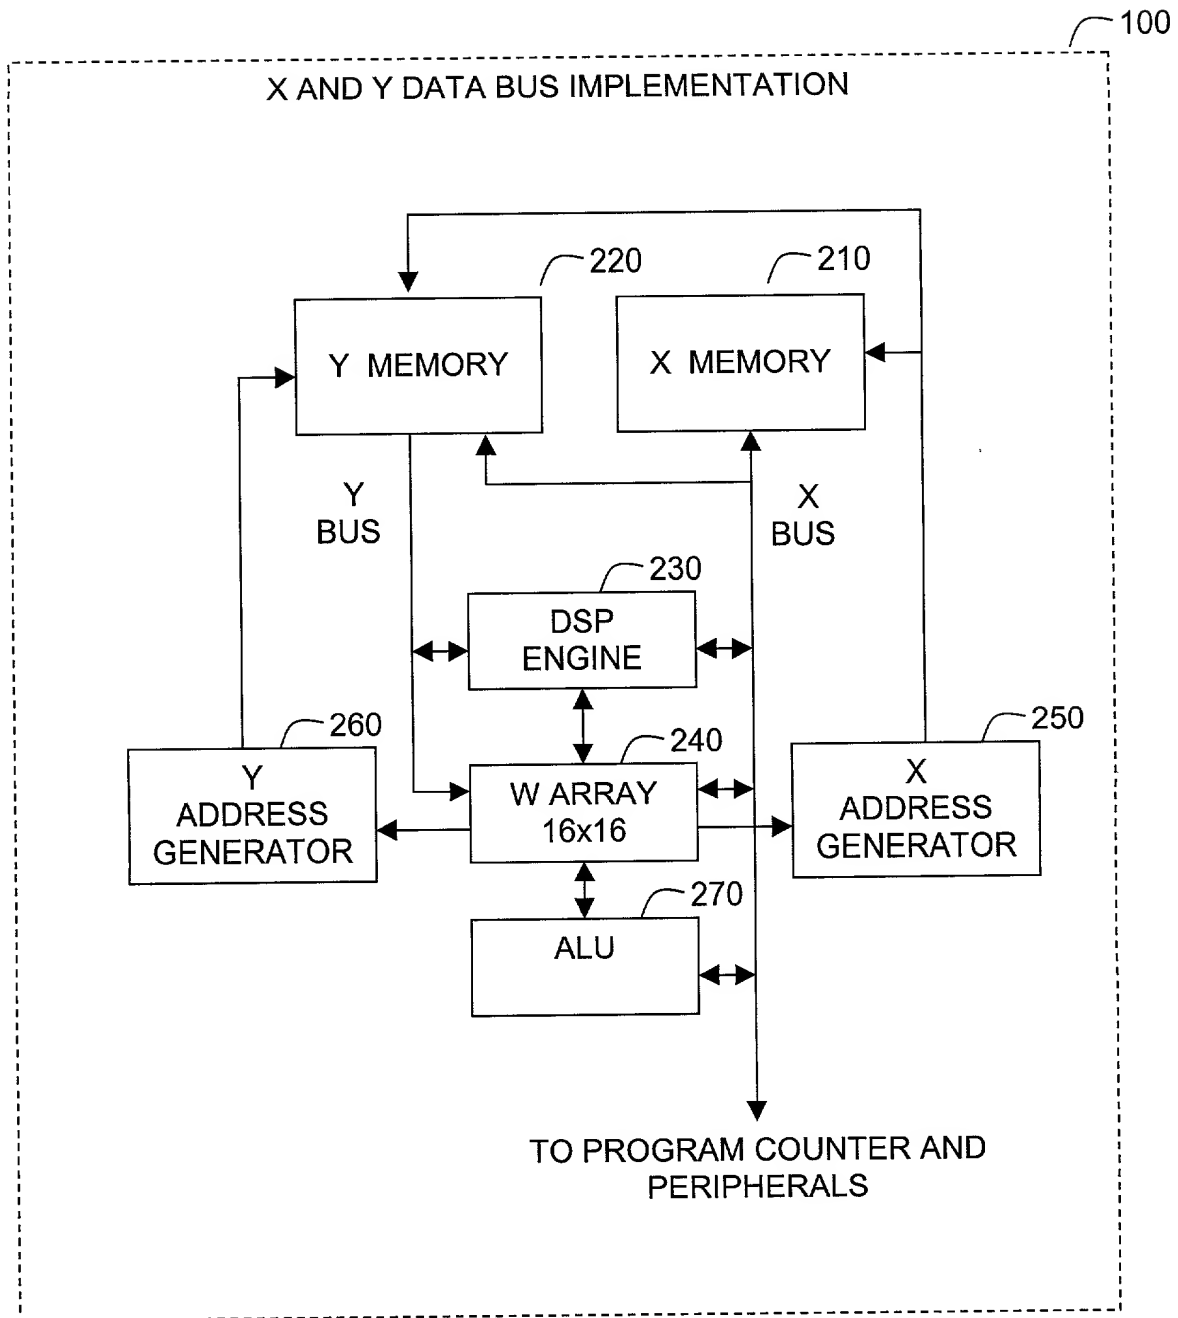 100
X AND Y DATA BUS IMPLEMENTATION
220
210
Y MEMORY
X MEMORY
Y
BUS
X
BUS
230
DSP
ENGINE
260
240
250
Y
ADDRESS
GENERATOR
W ARRAY
16x16
X
ADDRESS
GENERATOR
270
ALU
TO PROGRAM COUNTER AND
PERIPHERALS